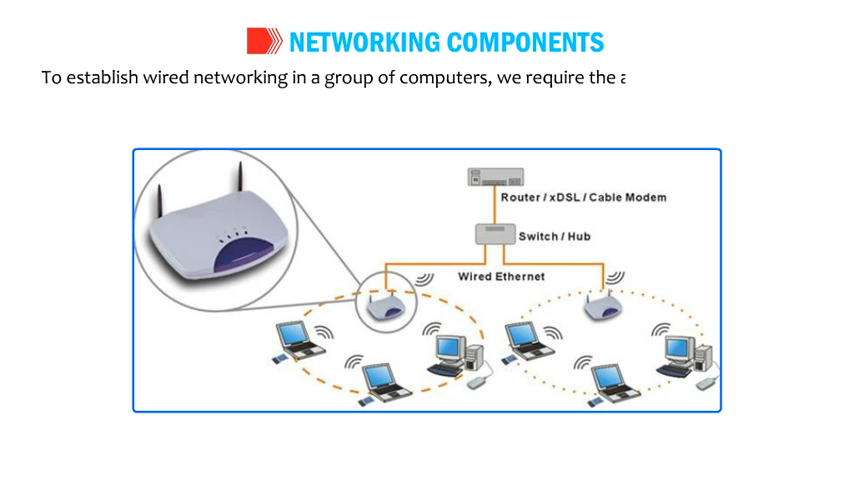 NETWORKING COMPONENTS
To establish wired networking in a group of computers, we require the
Router / xDSL / Cable Modem
Switch / Hub
Wired Ethernet